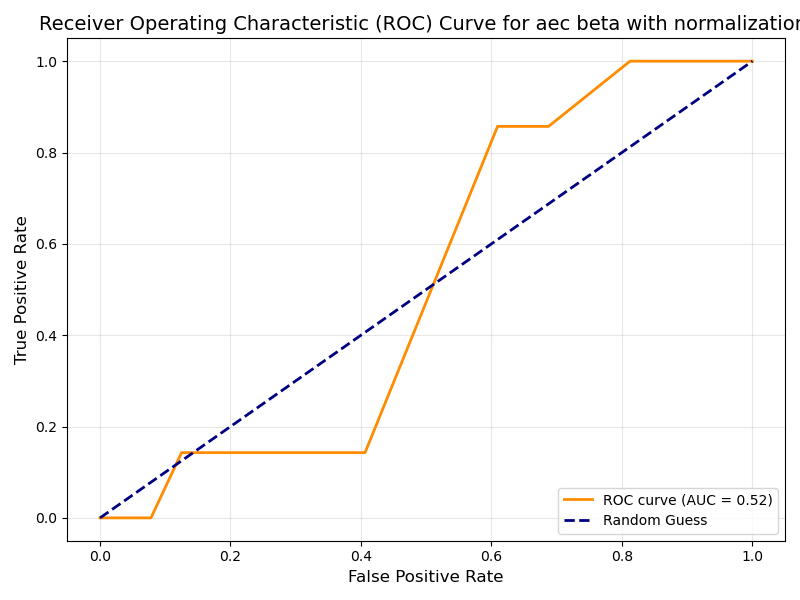 Receiver Operating Characteristic (ROC) Curve for aec beta with normalization
1.0
0.8
0.6
0.4
0.2
0.0
True Positive Rate
0.0 0.2 0.4 0.6 0.8 1.0
False Positive Rate
ROC curve (AUC = 0.52)
Random Guess